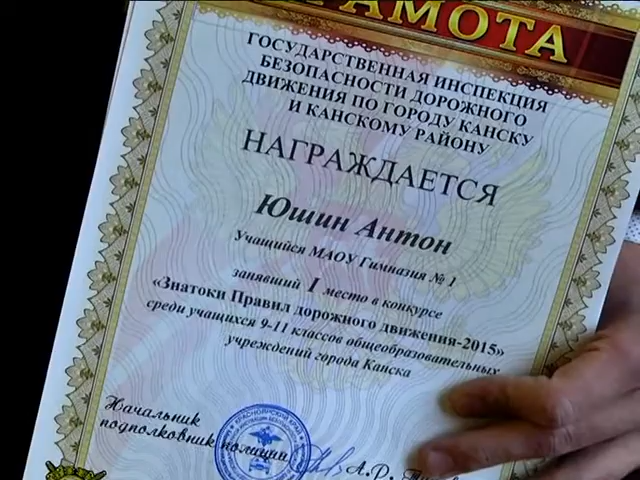 ГРАМОТА
ГОСУДАРСТВЕННАЯ ИНСПЕКЦИЯ
БЕЗОПАСНОСТИ ДОРОЖНОГО
ДВИЖЕНИЯ ПО ГОРОДУ КАНСКУ
И КАНСКОМУ РАЙОНУ
НАГРАЖДАЕТСЯ
Юшин Антон
Учащийся МАОУ Гимназия № 1
занявший I место в конкурсе
«Знатоки Правил дорожного движения-2015»
среди учащихся 9-11 классов общеобразовательных
учреждений города Канска
Начальник
подполковник полиции А.Р.